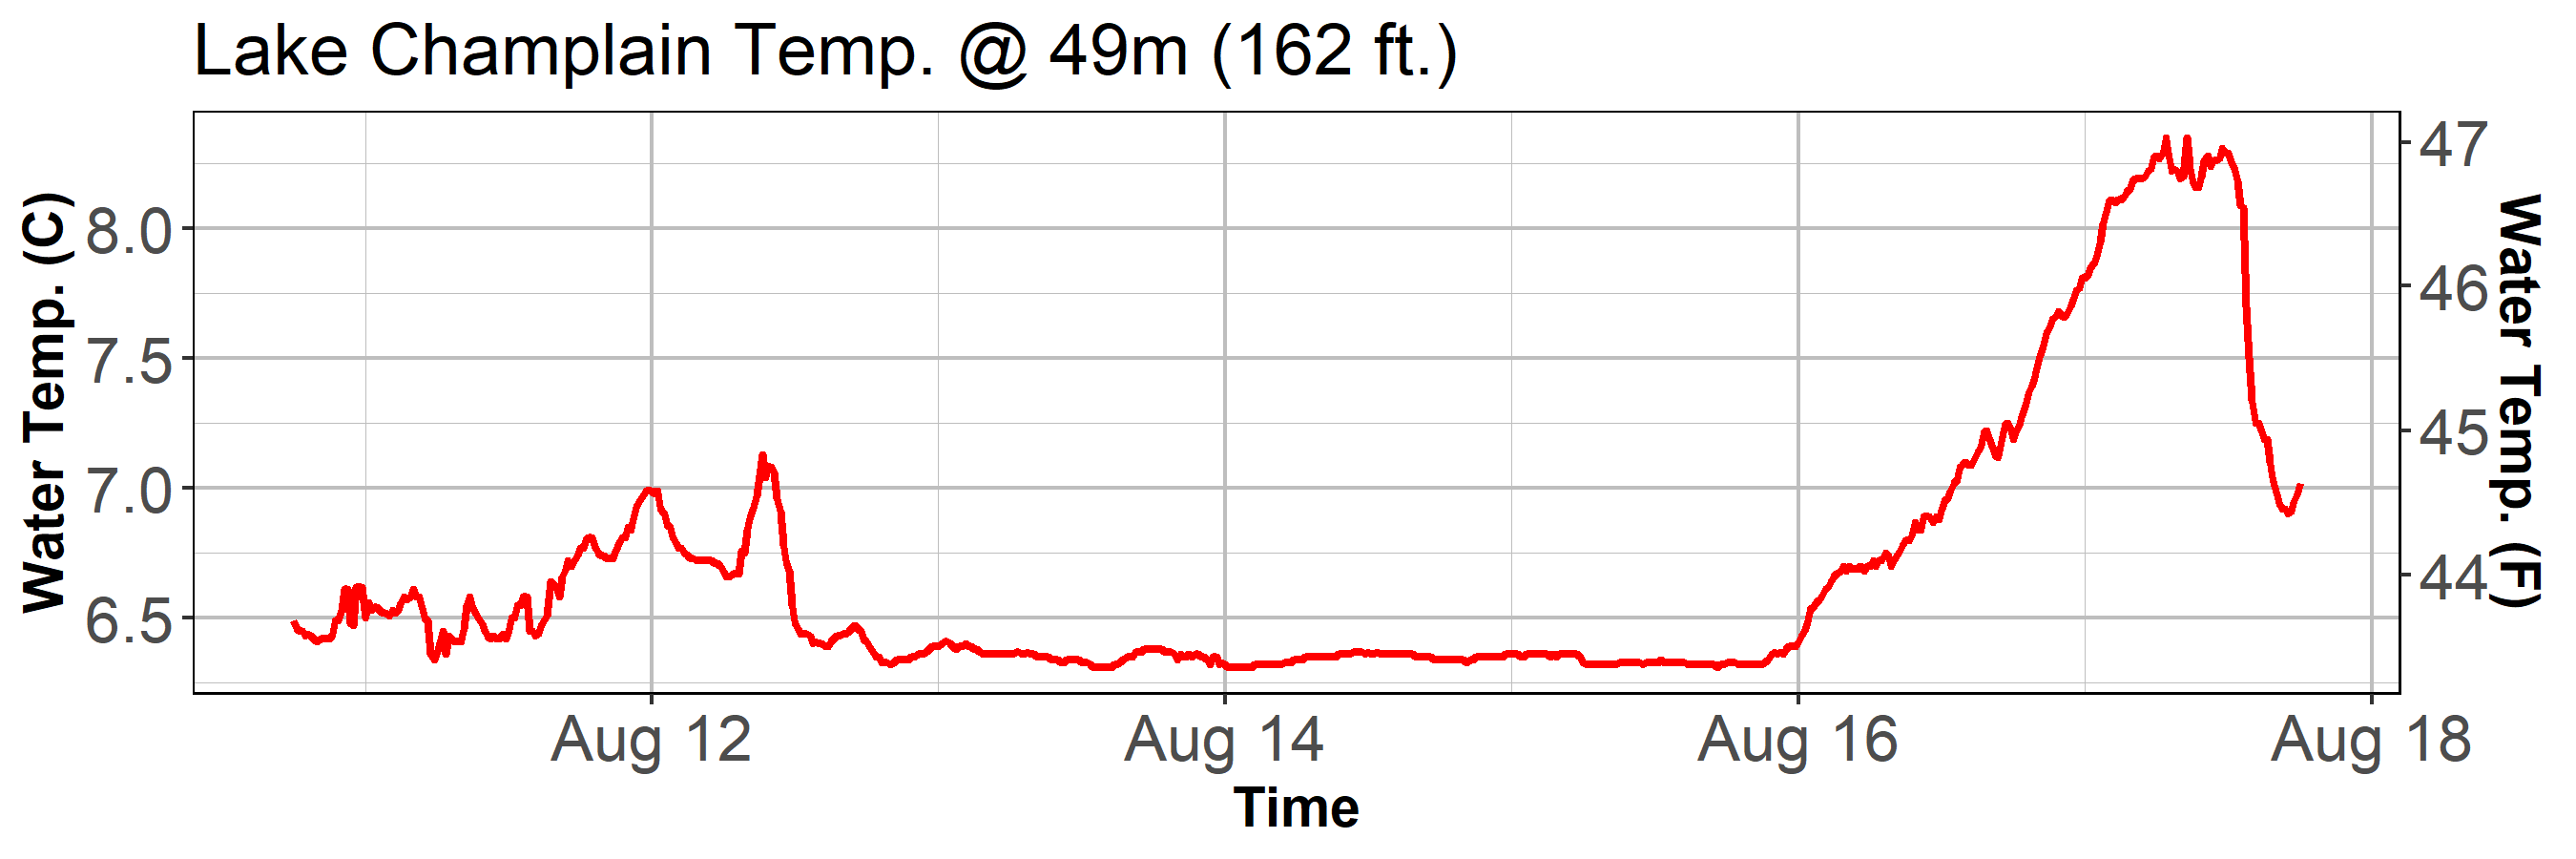 Lake Champlain Temp. @ 49m (162 ft.)
Water Temp. (C)
8.0
7.5
7.0
6.5
47
46
45
44
Water Temp. (F)
Aug 12
Aug 14
Aug 16
Aug 18
Time